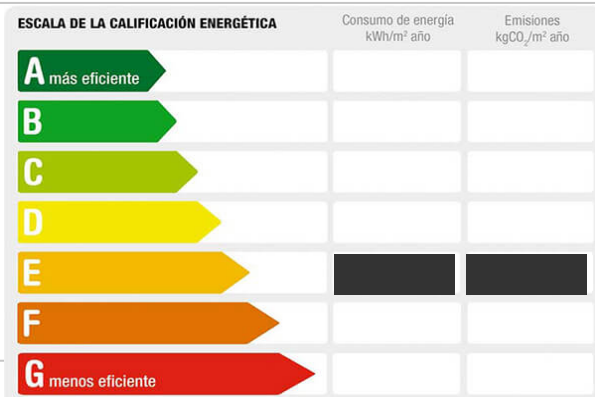 ESCALA DE LA CALIFICACIÓN ENERGÉTICA
Consumo de energía
kWh/m² año
Emisiones
kgCO₂/m² año
A más eficiente
B
C
D
E
F
G menos eficiente